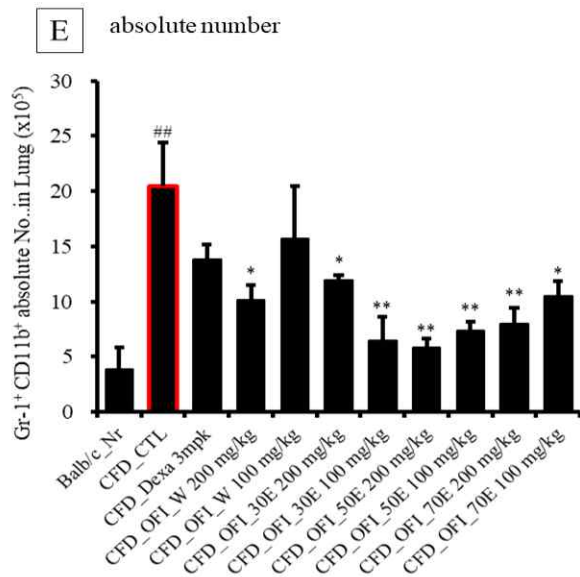 E absolute number
Gr-1⁺ CD11b⁺ absolute No..in Lung (x10⁵)
30
25
20
15
10
5
0
##
*
*
**
**
**
**
*
Balb/c_Nr
CFD_CTL
CFD_Dexa 3mpk
CFD_OFI_W 200 mg/kg
CFD_OFI_W 100 mg/kg
CFD_OFI_30E 200 mg/kg
CFD_OFI_30E 100 mg/kg
CFD_OFI_50E 200 mg/kg
CFD_OFI_50E 100 mg/kg
CFD_OFI_70E 200 mg/kg
CFD_OFI_70E 100 mg/kg